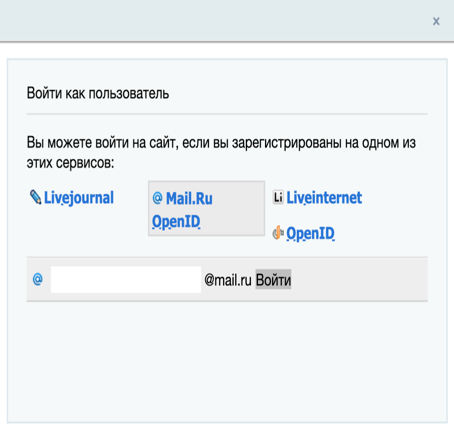 x
Войти как пользователь
Вы можете войти на сайт, если вы зарегистрированы на одном из
этих сервисов:
Livejournal
@ Mail.Ru
OpenID
Li Liveinternet
OpenID
@ @mail.ru Войти